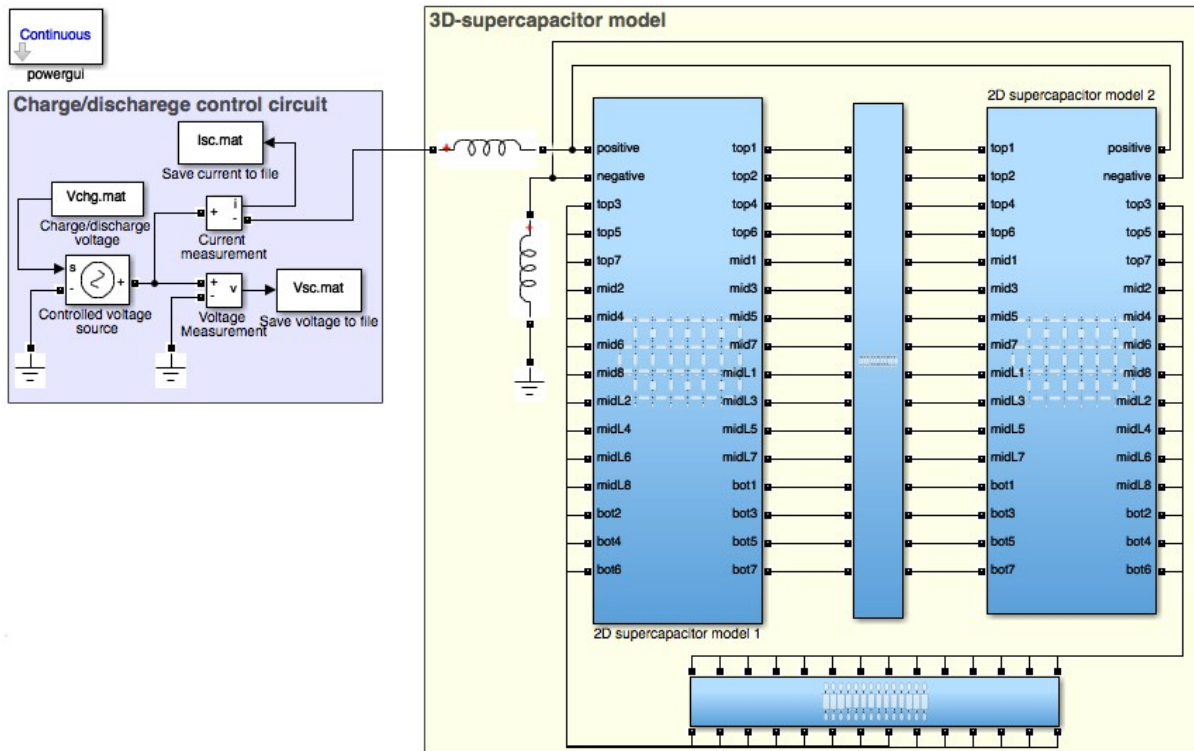 Continuous
powergui
Charge/discharege control circuit
Isc.mat
Save current to file
Vchg.mat
Charge/discharge
voltage
+
i
-
Current
measurement
s
-
+
Controlled voltage
source
+
-
v
Voltage
Measurement
Vsc.mat
Save voltage to file
3D-supercapacitor model
+
+
positive
negative
top3
top5
top7
mid2
mid4
mid6
mid8
midL2
midL4
midL6
midL8
bot2
bot4
bot6
top1
top2
top4
top6
mid1
mid3
mid5
mid7
midL1
midL3
midL5
midL7
bot1
bot3
bot5
bot7
2D supercapacitor model 1
2D supercapacitor model 2
top1
top2
top4
top6
mid1
mid3
mid5
mid7
midL1
midL3
midL5
midL7
bot1
bot3
bot5
bot7
positive
negative
top3
top5
top7
mid2
mid4
mid6
mid8
midL2
midL4
midL6
midL8
bot2
bot4
bot6